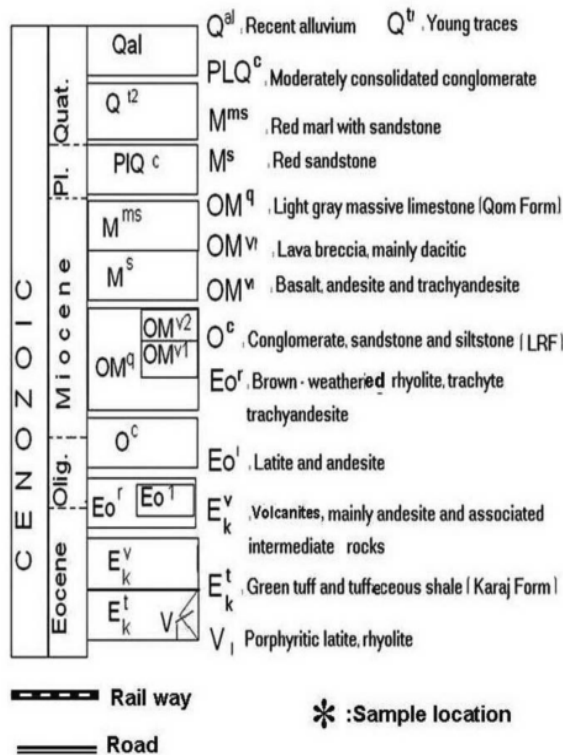 CENOZOIC
Quat.
Pl.
Miocene
Olig.
Eocene
Qal
Q t2
PlQ c
M ms
M s
OM q
OM v2
OM v1
O c
Eo r
Eo 1
E v k
E t k
V
Q al , Recent alluvium Q tr , Young traces
PLQ c , Moderately consolidated conglomerate
M ms , Red marl with sandstone
M s , Red sandstone
OM q , Light gray massive limestone (Qom Form)
OM vr , Lava breccia, mainly dacitic
OM vl , Basalt, andesite and trachyandesite
O c , Conglomerate, sandstone and siltstone (LRF)
Eo r , Brown - weatheried rhyolite, trachyte
trachyandesite
Eo l , Latite and andesite
E v k , Volcanites, mainly andesite and associated
intermediate rocks
E t k , Green tuff and tuffeceous shale (Karaj Form)
V , Porphyritic latite, rhyolite
Rail way
Road
* :Sample location